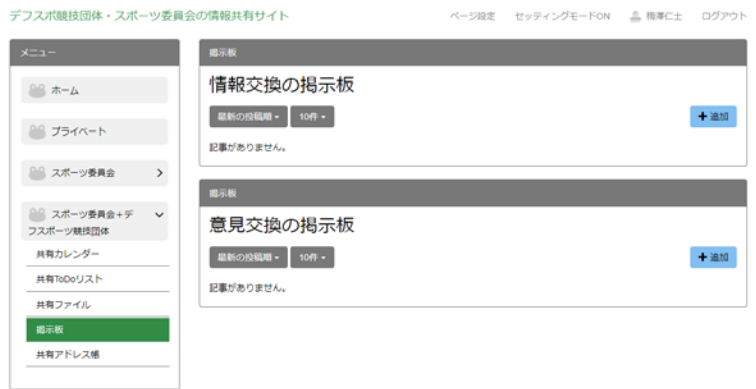 デフスポ競技団体・スポーツ委員会の情報共有サイト
ページ設定 セッティングモードON 梅澤仁士 ログアウト
メニュー
ホーム
プライベート
スポーツ委員会
スポーツ委員会+デ
フスポーツ競技団体
共有カレンダー
共有ToDoリスト
共有ファイル
掲示板
共有アドレス帳
掲示板
情報交換の掲示板
最新の投稿順 10件 追加
記事がありません。
掲示板
意見交換の掲示板
最新の投稿順 10件 追加
記事がありません。